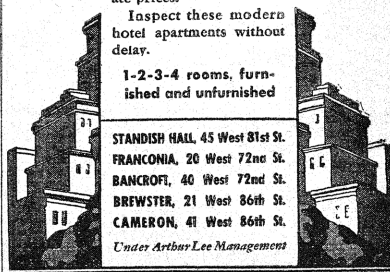 ate prices.
Inspect these modern
hotel apartments without
delay.
1-2-3-4 rooms, furn-
ished and unfurnished
STANDISH HALL, 45 West 81st St.
FRANCONIA, 20 West 72nd St.
BANCROFT, 40 West 72nd St.
BREWSTER, 21 West 86th St.
CAMERON, 41 West 86th St.
Under Arthur Lee Management